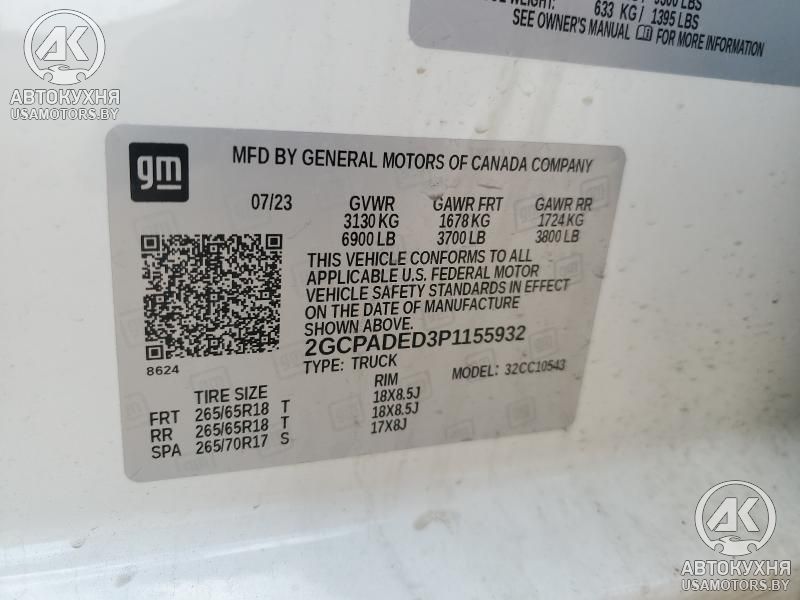 АК
АВТОКУХНЯ
USAMOTORS.BY
WEIGHT:
633 KG / 1395 LBS
SEE OWNER'S MANUAL FOR MORE INFORMATION
gm
MFD BY GENERAL MOTORS OF CANADA COMPANY
07/23 GVWR GAWR FRT GAWR RR
3130 KG 1678 KG 1724 KG
6900 LB 3700 LB 3800 LB
THIS VEHICLE CONFORMS TO ALL
APPLICABLE U.S. FEDERAL MOTOR
VEHICLE SAFETY STANDARDS IN EFFECT
ON THE DATE OF MANUFACTURE
SHOWN ABOVE.
2GCPADED3P1155932
8624
TYPE: TRUCK MODEL: 32CC10543
TIRE SIZE RIM
FRT 265/65R18 T 18X8.5J
RR 265/65R18 T 18X8.5J
SPA 265/70R17 S 17X8J
АК
АВТОКУХНЯ
USAMOTORS.BY